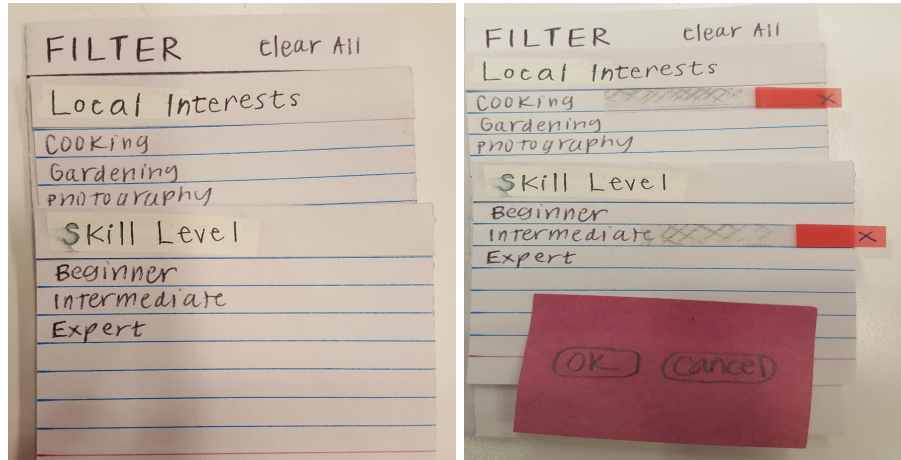 FILTER clear All
Local Interests
Cooking
Gardening
Photography
Skill Level
Beginner
Intermediate
Expert
FILTER clear All
Local Interests
Cooking X
Gardening
Photography
Skill Level
Beginner
Intermediate X
Expert
OK Cancel